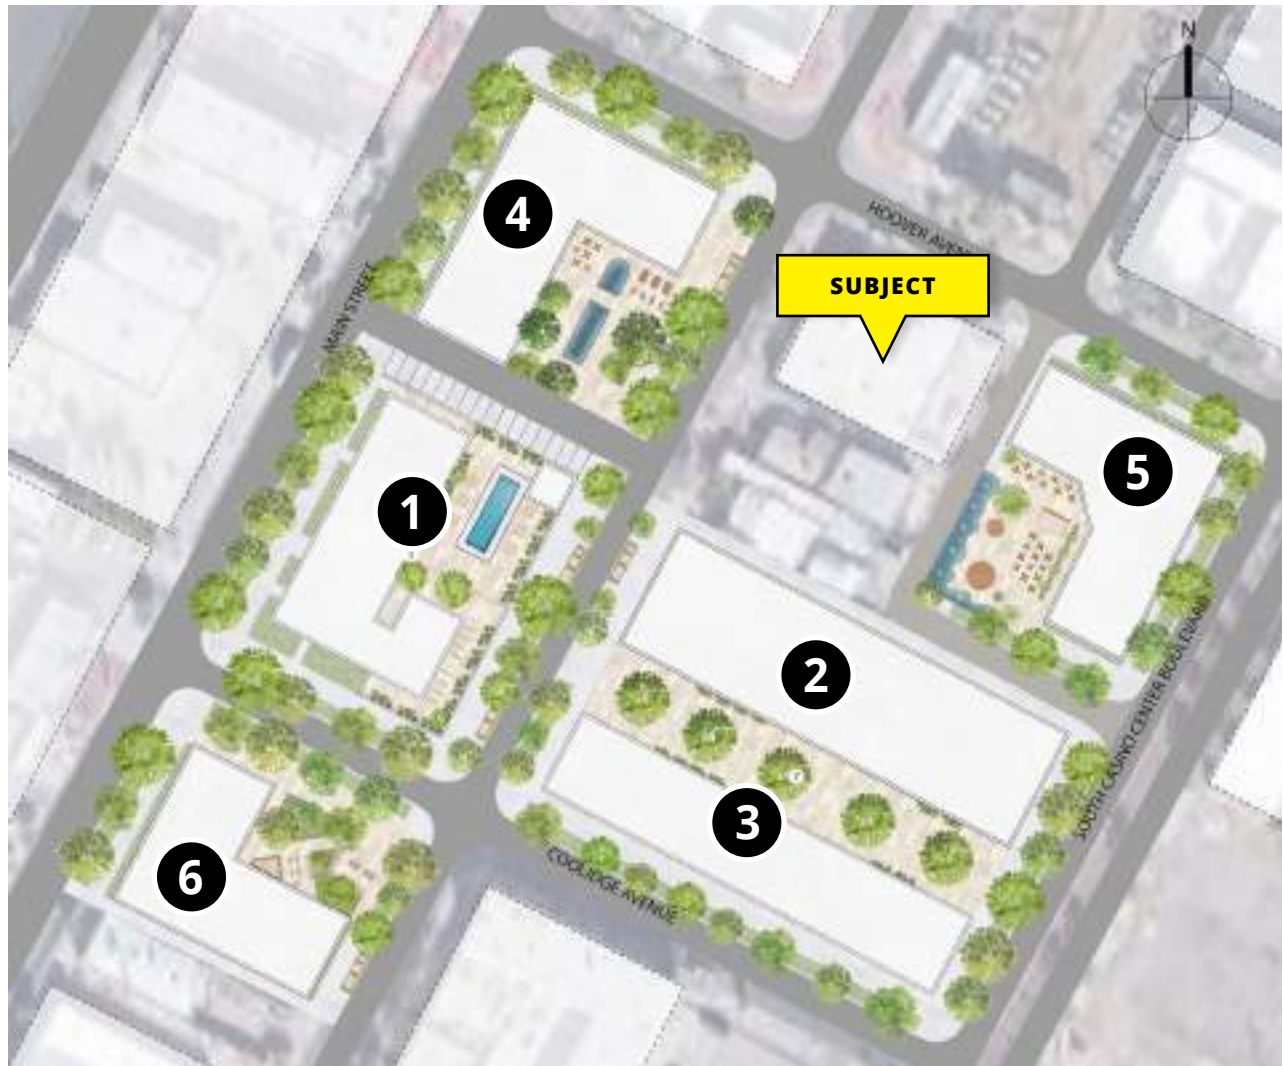 N
4
HOOVER AVENUE
SUBJECT
MAIN STREET
5
1
2
SOUTH CASINO CENTER BOULEVARD
3
6
COOLIDGE AVENUE